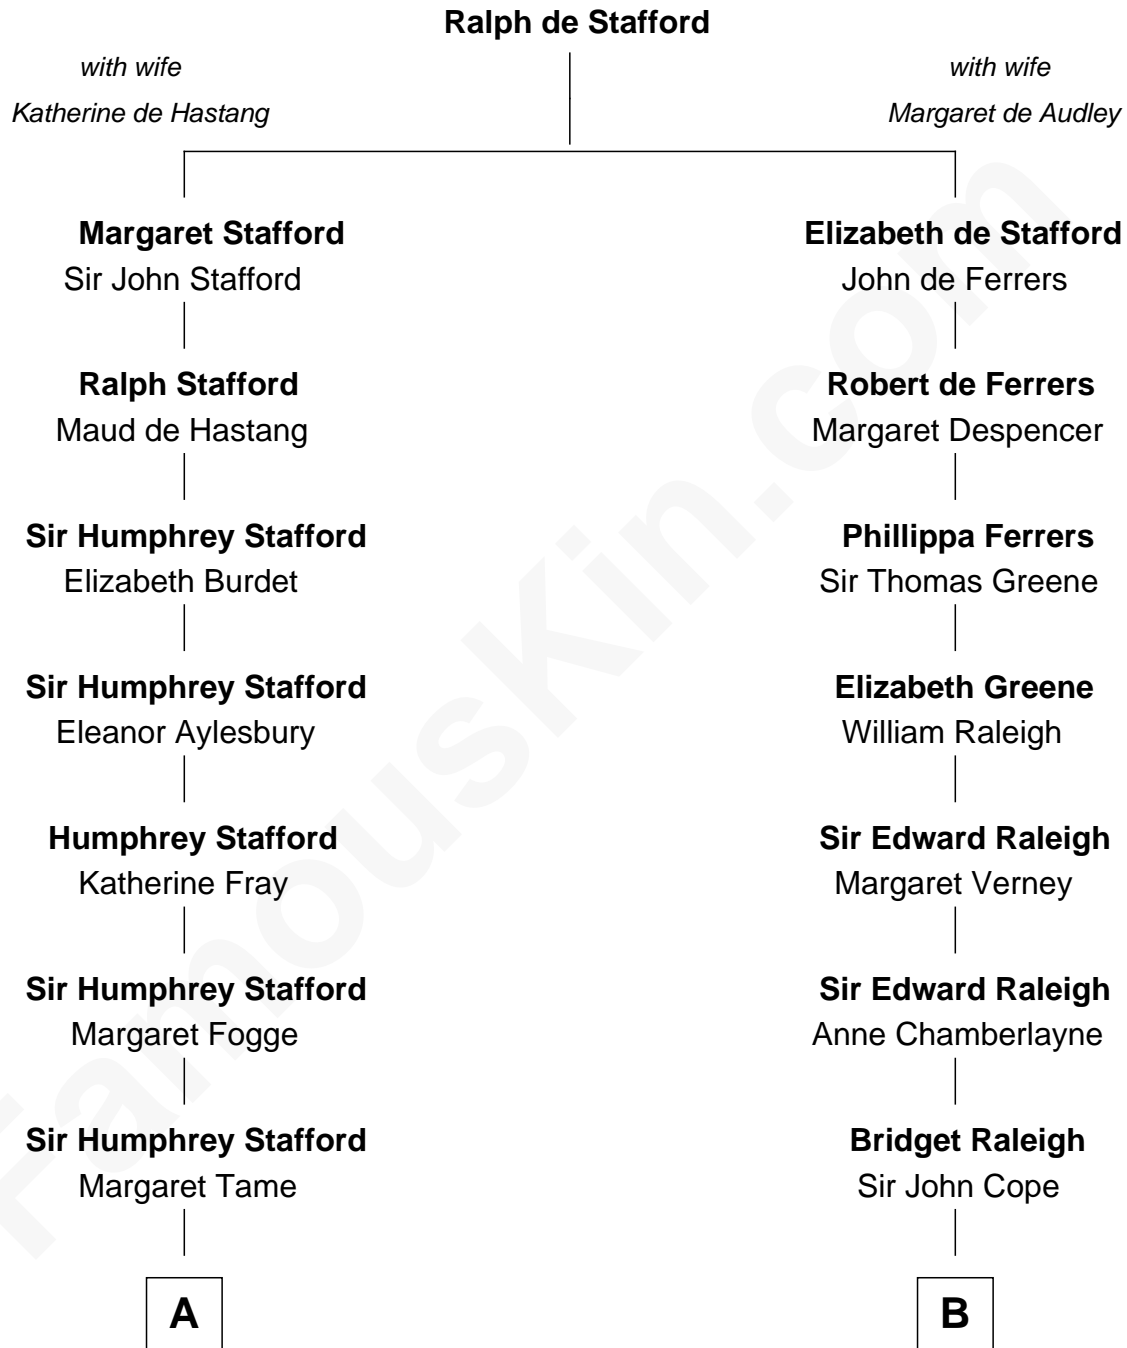 Ralph de Stafford
with wife
Katherine de Hastang
with wife
Margaret de Audley
Margaret Stafford
Sir John Stafford
Elizabeth de Stafford
John de Ferrers
Ralph Stafford
Maud de Hastang
Robert de Ferrers
Margaret Despencer
Sir Humphrey Stafford
Elizabeth Burdet
Phillippa Ferrers
Sir Thomas Greene
Sir Humphrey Stafford
Eleanor Aylesbury
Elizabeth Greene
William Raleigh
Humphrey Stafford
Katherine Fray
Sir Edward Raleigh
Margaret Verney
Sir Humphrey Stafford
Margaret Fogge
Sir Edward Raleigh
Anne Chamberlayne
Sir Humphrey Stafford
Margaret Tame
Bridget Raleigh
Sir John Cope
A
B
FamousKin.com